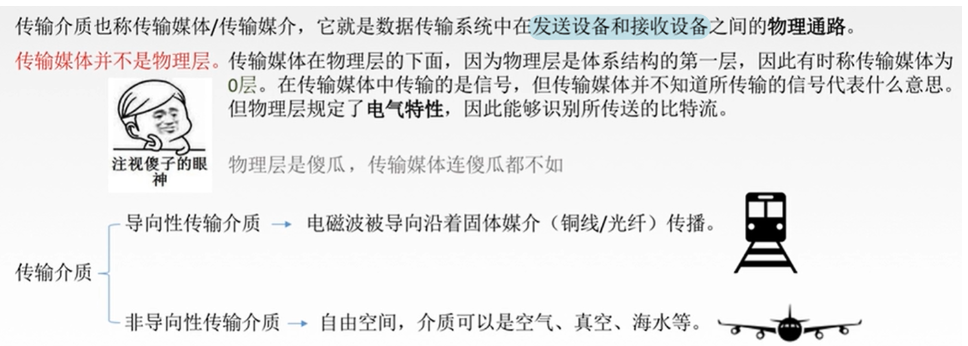 传输介质也称传输媒体/传输媒介，它就是数据传输系统中在发送设备和接收设备之间的物理通路。
传输媒体并不是物理层。传输媒体在物理层的下面，因为物理层是体系结构的第一层，因此有时称传输媒体为
0层。在传输媒体中传输的是信号，但传输媒体并不知道所传输的信号代表什么意思。
但物理层规定了电气特性，因此能够识别所传送的比特流。
注视傻子的眼
神
物理层是傻瓜，传输媒体连傻瓜都不如
导向性传输介质
电磁波被导向沿着固体媒介（铜线/光纤）传播。
传输介质
非导向性传输介质
自由空间，介质可以是空气、真空、海水等。